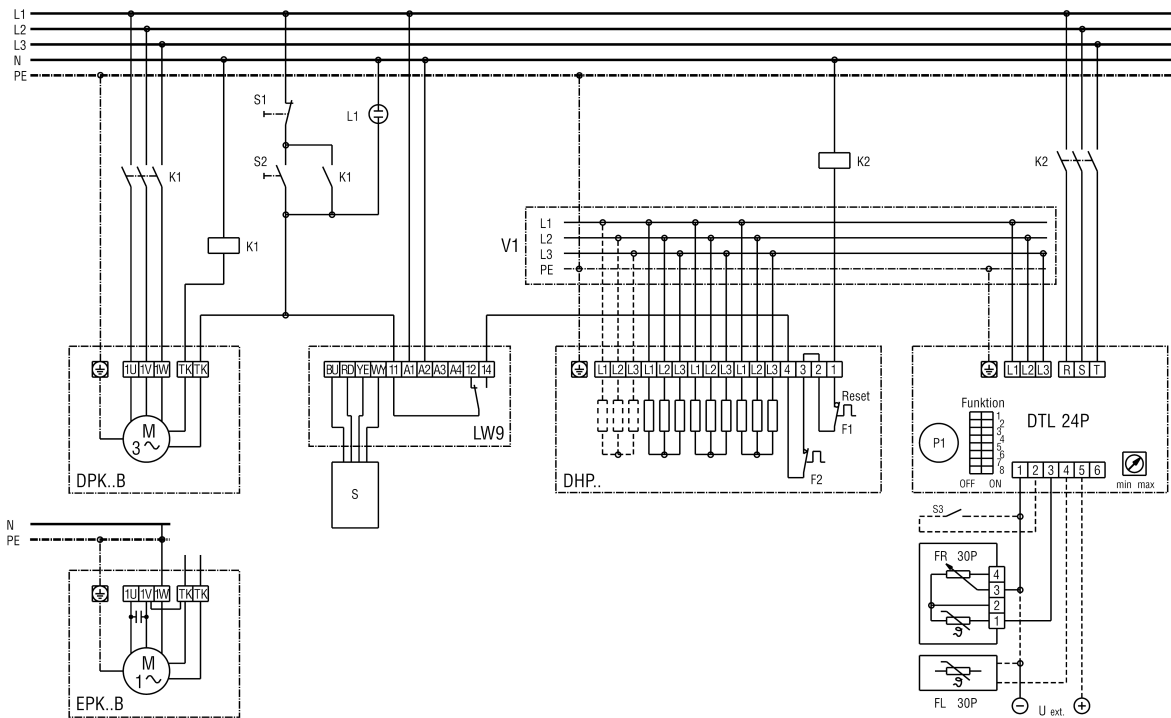 L1
L2
L3
N
PE
S1
L1
S2
K1
K1
K1
K2
K2
V1
L1
L2
L3
PE
1U 1V 1W TK TK
M
3~
DPK..B
BU RD YE WY 11 A1 A2 A3 A4 12 14
LW9
S
L1 L2 L3 L1 L2 L3 L1 L2 L3 L1 L2 L3 4 3 2 1
Reset
F1
F2
DHP..
L1 L2 L3 R S T
Funktion
1
2
3
4
5
6
7
8
OFF ON
P1
DTL 24P
1 2 3 4 5 6
min max
S3
FR 30P
4
3
2
1
ϑ
ϑ
FL 30P
U ext.
N
PE
1U 1V 1W TK TK
M
1~
EPK..B